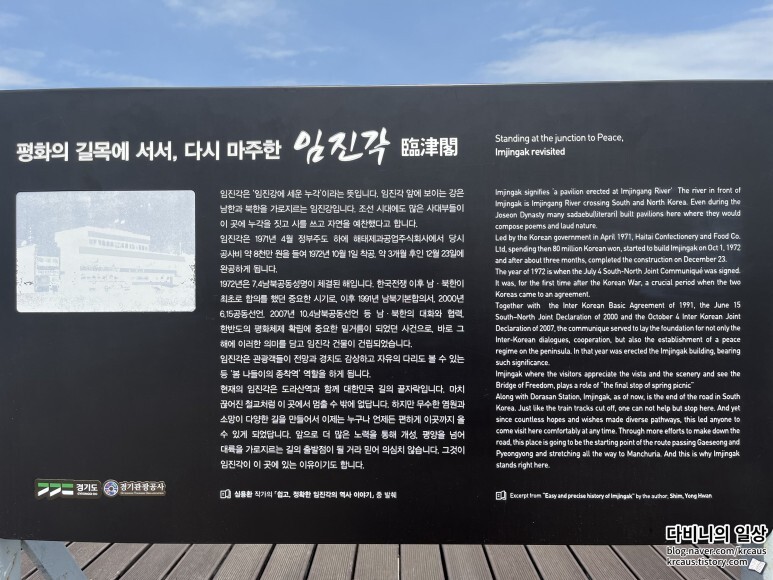 평화의 길목에 서서, 다시 마주한 임진각 臨津閣
임진각은 '임진강에 세운 누각'이라는 뜻입니다. 임진각 앞에 보이는 강은
남한과 북한을 가로지르는 임진강입니다. 조선 시대에도 많은 사대부들이
이 곳에 누각을 짓고 시를 쓰고 자연을 예찬했다고 합니다.
임진각은 1971년 4월 정부주도 하에 해태제과공업주식회사에서 당시
공사비 약 8천만 원을 들여 1972년 10월 1일 착공, 약 3개월 후인 12월 23일에
완공하게 됩니다.
1972년은 7.4남북공동성명이 체결된 해입니다. 한국전쟁 이후 남·북한이
최초로 합의를 했던 중요한 시기로, 이후 1991년 남북기본합의서, 2000년
6.15공동선언, 2007년 10.4남북공동선언 등 남·북한의 대화와 협력,
한반도의 평화체제 확립에 중요한 밑거름이 되었던 사건으로, 바로 그
해에 이러한 의미를 담고 임진각 건물이 건립되었습니다.
임진각은 관광객들이 전망과 경치도 감상하고 자유의 다리도 볼 수 있는
등 '봄 나들이의 종착역' 역할을 하게 됩니다.
현재의 임진각은 도라산역과 함께 대한민국 길의 끝자락입니다. 마치
끊어진 철교처럼 이 곳에서 멈출 수 밖에 없답니다. 하지만 무수한 염원과
소망이 다양한 길을 만들어서 이제는 누구나 언제든 편하게 이곳까지 올
수 있게 되었답니다. 앞으로 더 많은 노력을 통해 개성, 평양을 넘어
대륙을 가로지르는 길의 출발점이 될 거라 믿어 의심치 않습니다. 그것이
임진각이 이 곳에 있는 이유이기도 합니다.
심용환 작가의 「쉽고, 정확한 임진각의 역사 이야기」 중 발췌
Standing at the junction to Peace,
Imjingak revisited
Imjingak signifies 'a pavilion erected at Imjingang River' The river in front of
Imjingak is Imjingang River crossing South and North Korea. Even during the
Joseon Dynasty many sadaebu(literari) built pavilions here where they would
compose poems and laud nature.
Led by the Korean government in April 1971, Haitai Confectionery and Food Co.
Ltd, spending then 80 million Korean won, started to build Imjingak on Oct 1, 1972
and after about three months, completed the construction on December 23.
The year of 1972 is when the July 4 South-North Joint Communiqué was signed.
It was, for the first time after the Korean War, a crucial period when the two
Koreas came to an agreement.
Together with the Inter Korean Basic Agreement of 1991, the June 15
South-North Joint Declaration of 2000 and the October 4 Inter Korean Joint
Declaration of 2007, the communique served to lay the foundation for not only the
Inter-Korean dialogues, cooperation, but also the establishment of a peace
regime on the peninsula. In that year was erected the Imjingak building, bearing
such significance.
Imjingak where the visitors appreciate the vista and the scenery and see the
Bridge of Freedom, plays a role of "the final stop of spring picnic"
Along with Dorasan Station, Imjingak, as of now, is the end of the road in South
Korea. Just like the train tracks cut off, one can not help but stop here. And yet
since countless hopes and wishes made diverse pathways, this led anyone to
come visit here comfortably at any time. Through more efforts to make down the
road, this place is going to be the starting point of the route passing Gaeseong and
Pyeongyong and stretching all the way to Manchuria. And this is why Imjingak
stands right here.
Excerpt from "Easy and precise history of Imjingak" by the author, Shim, Yong Hwan
경기도
경기관광공사
다비니의 일상
blog.naver.com/krcaus
krcaus.tistory.com